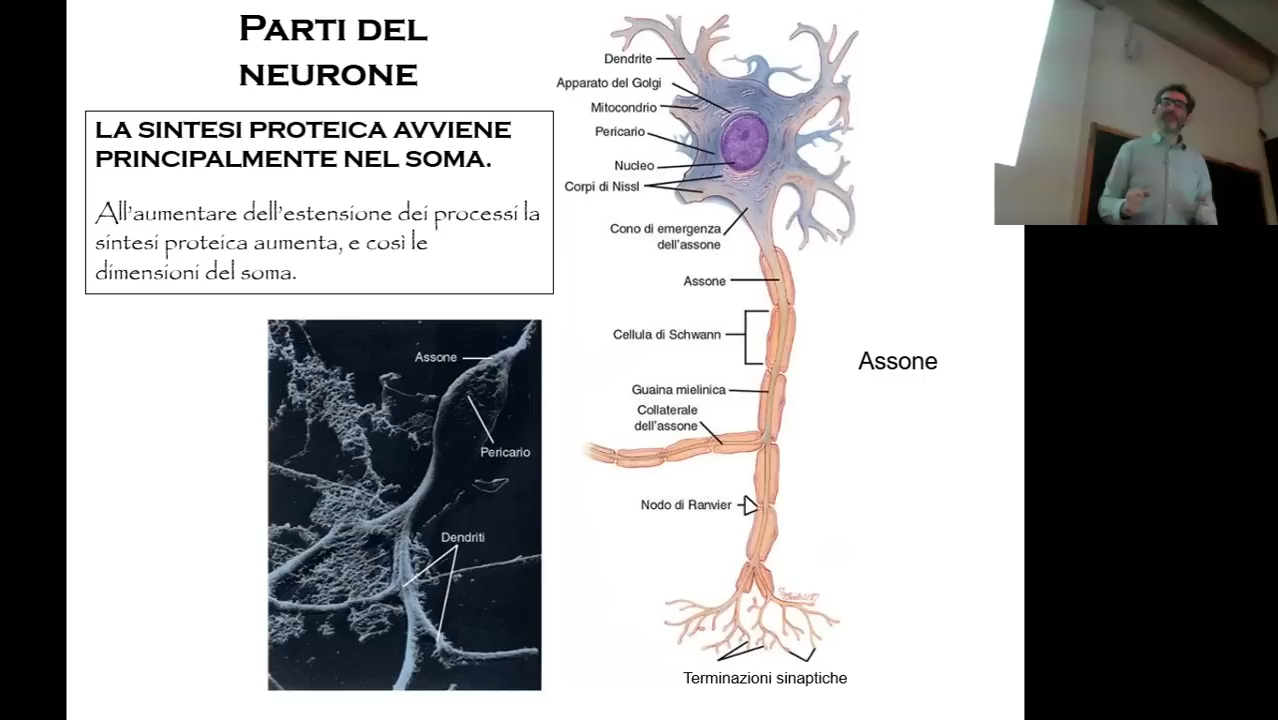 PARTI DEL
NEURONE
LA SINTESI PROTEICA AVVIENE
PRINCIPALMENTE NEL SOMA.
All'aumentare dell'estensione dei processi la
sintesi proteica aumenta, e così le
dimensioni del soma.
Assone
Pericario
Dendriti
Dendrite
Apparato del Golgi
Mitocondrio
Pericario
Nucleo
Corpi di Nissl
Cono di emergenza
dell'assone
Assone
Cellula di Schwann
Guaina mielinica
Collaterale
dell'assone
Nodo di Ranvier
Terminazioni sinaptiche
Assone